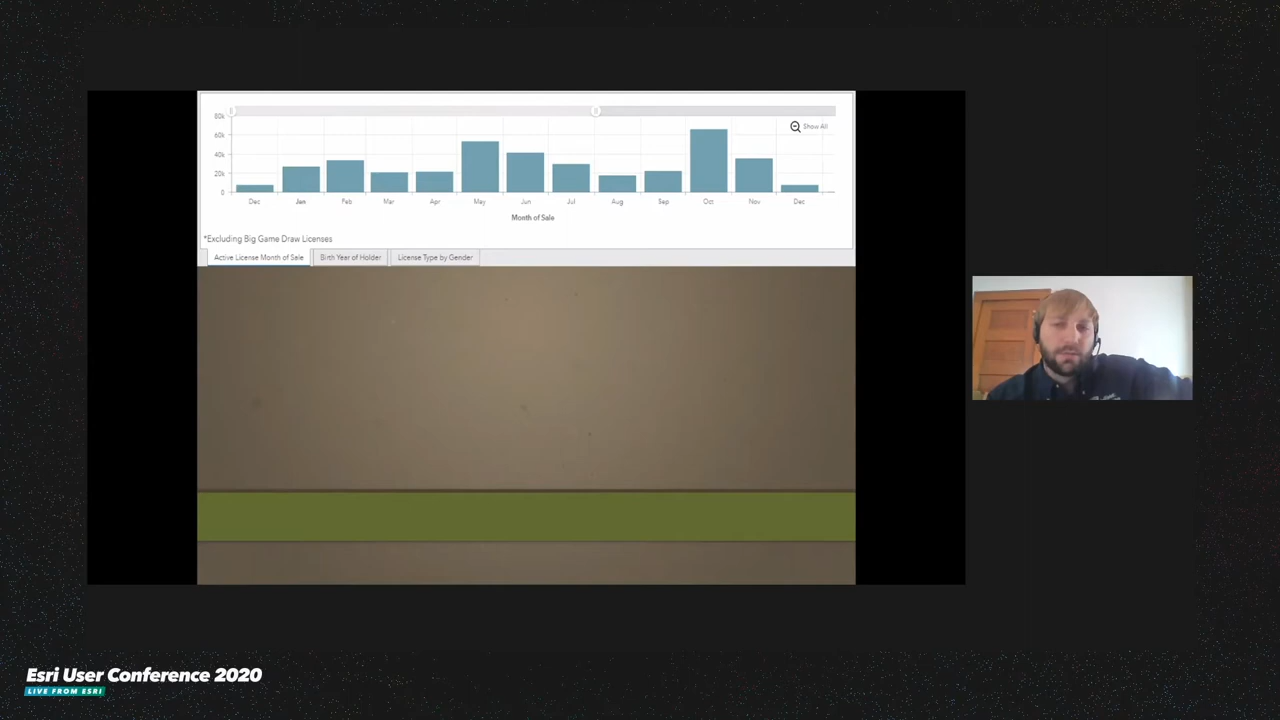 80k
60k
40k
20k
0
Show All
Dec Jan Feb Mar Apr May Jun Jul Aug Sep Oct Nov Dec
Month of Sale
*Excluding Big Game Draw Licenses
Active License Month of Sale Birth Year of Holder License Type by Gender
Esri User Conference 2020
LIVE FROM ESRI